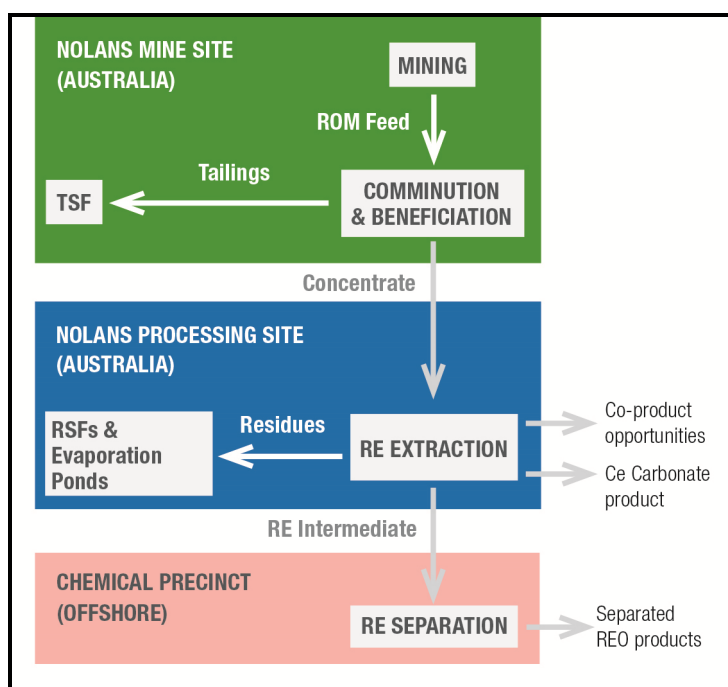 NOLANS MINE SITE
(AUSTRALIA)
MINING
ROM Feed
Tailings
TSF
COMMINUTION
& BENEFICIATION
Concentrate
NOLANS PROCESSING SITE
(AUSTRALIA)
RSFs &
Evaporation
Ponds
Residues
RE EXTRACTION
Co-product
opportunities
Ce Carbonate
product
RE Intermediate
CHEMICAL PRECINCT
(OFFSHORE)
RE SEPARATION
Separated
REO products